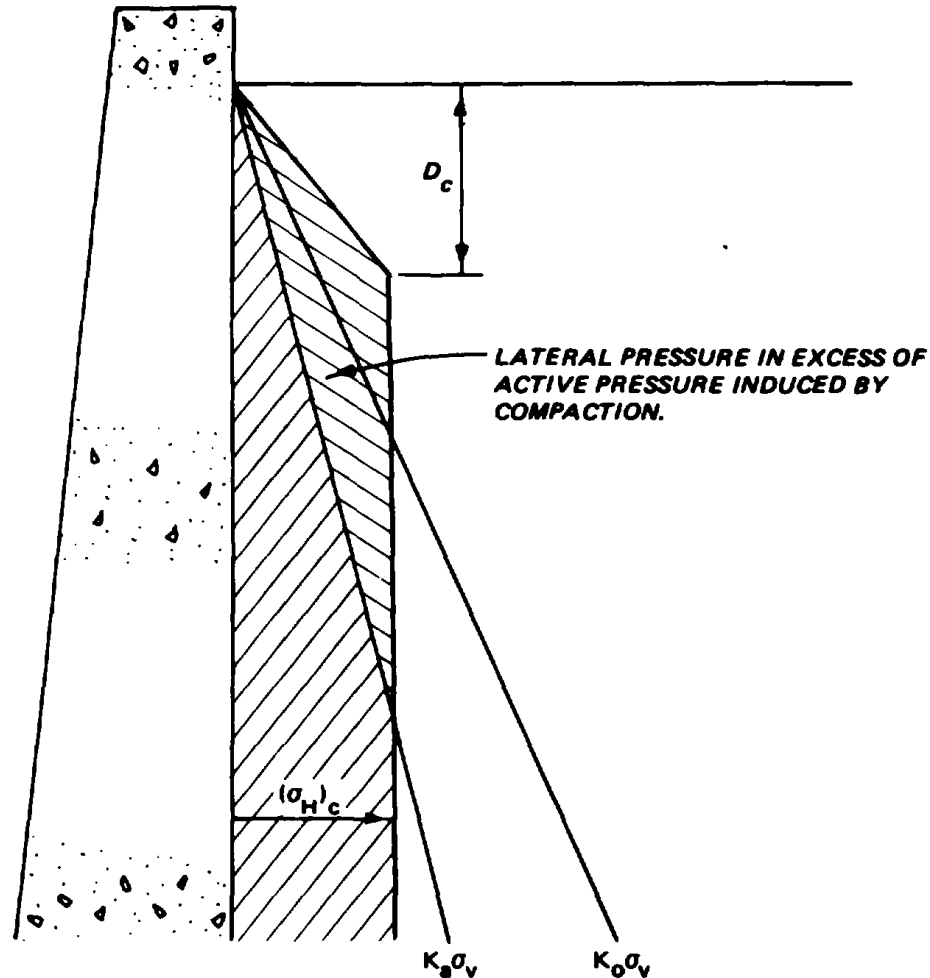 D_c
LATERAL PRESSURE IN EXCESS OF
ACTIVE PRESSURE INDUCED BY
COMPACTION.
(σ_H)_c
K_aσ_v K_oσ_v